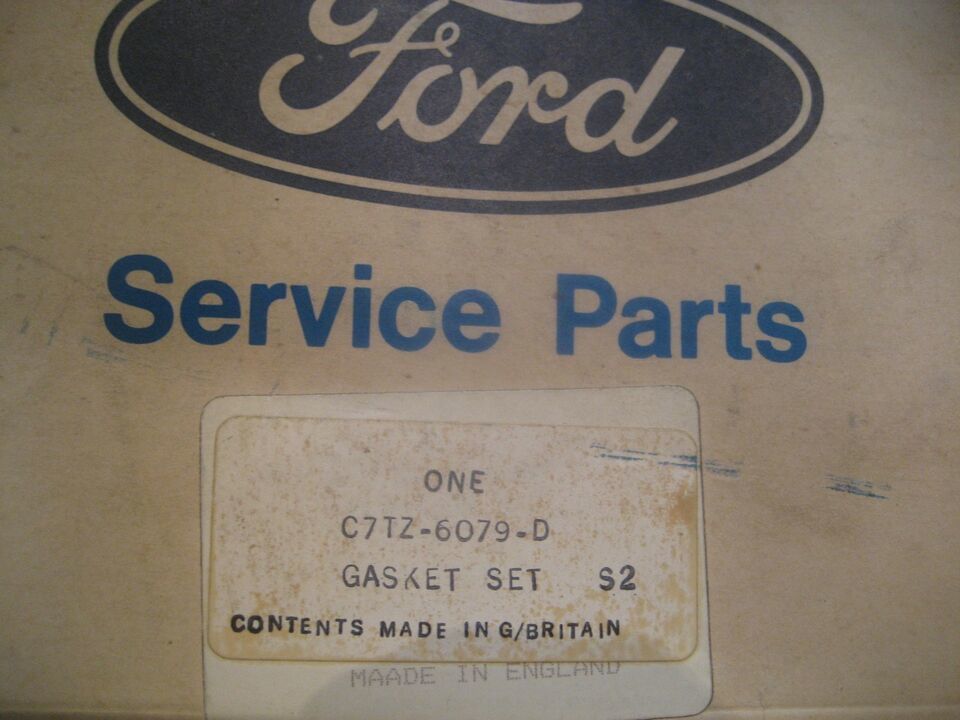 Ford
Service Parts
ONE
C7TZ-6079-D
GASKET SET S2
CONTENTS MADE IN G/BRITAIN
MAADE IN ENGLAND